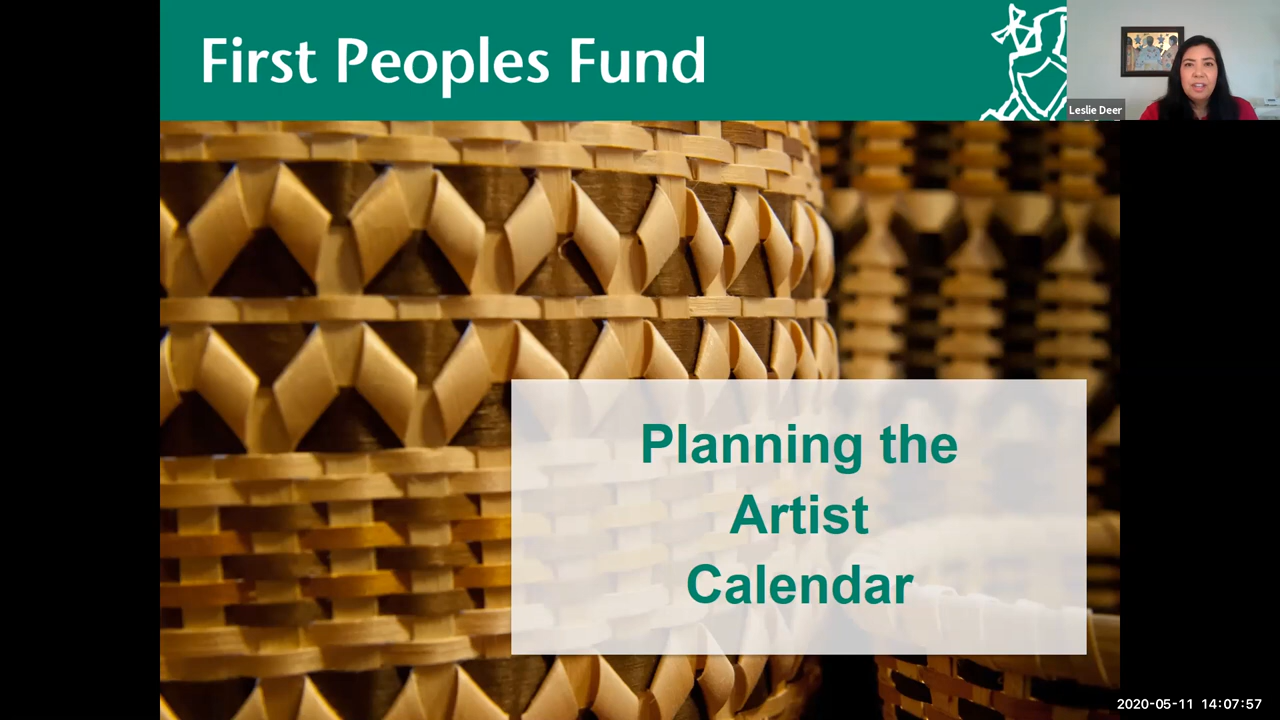 First Peoples Fund
Leslie Deer
Planning the
Artist
Calendar
2020-05-11 14:07:57